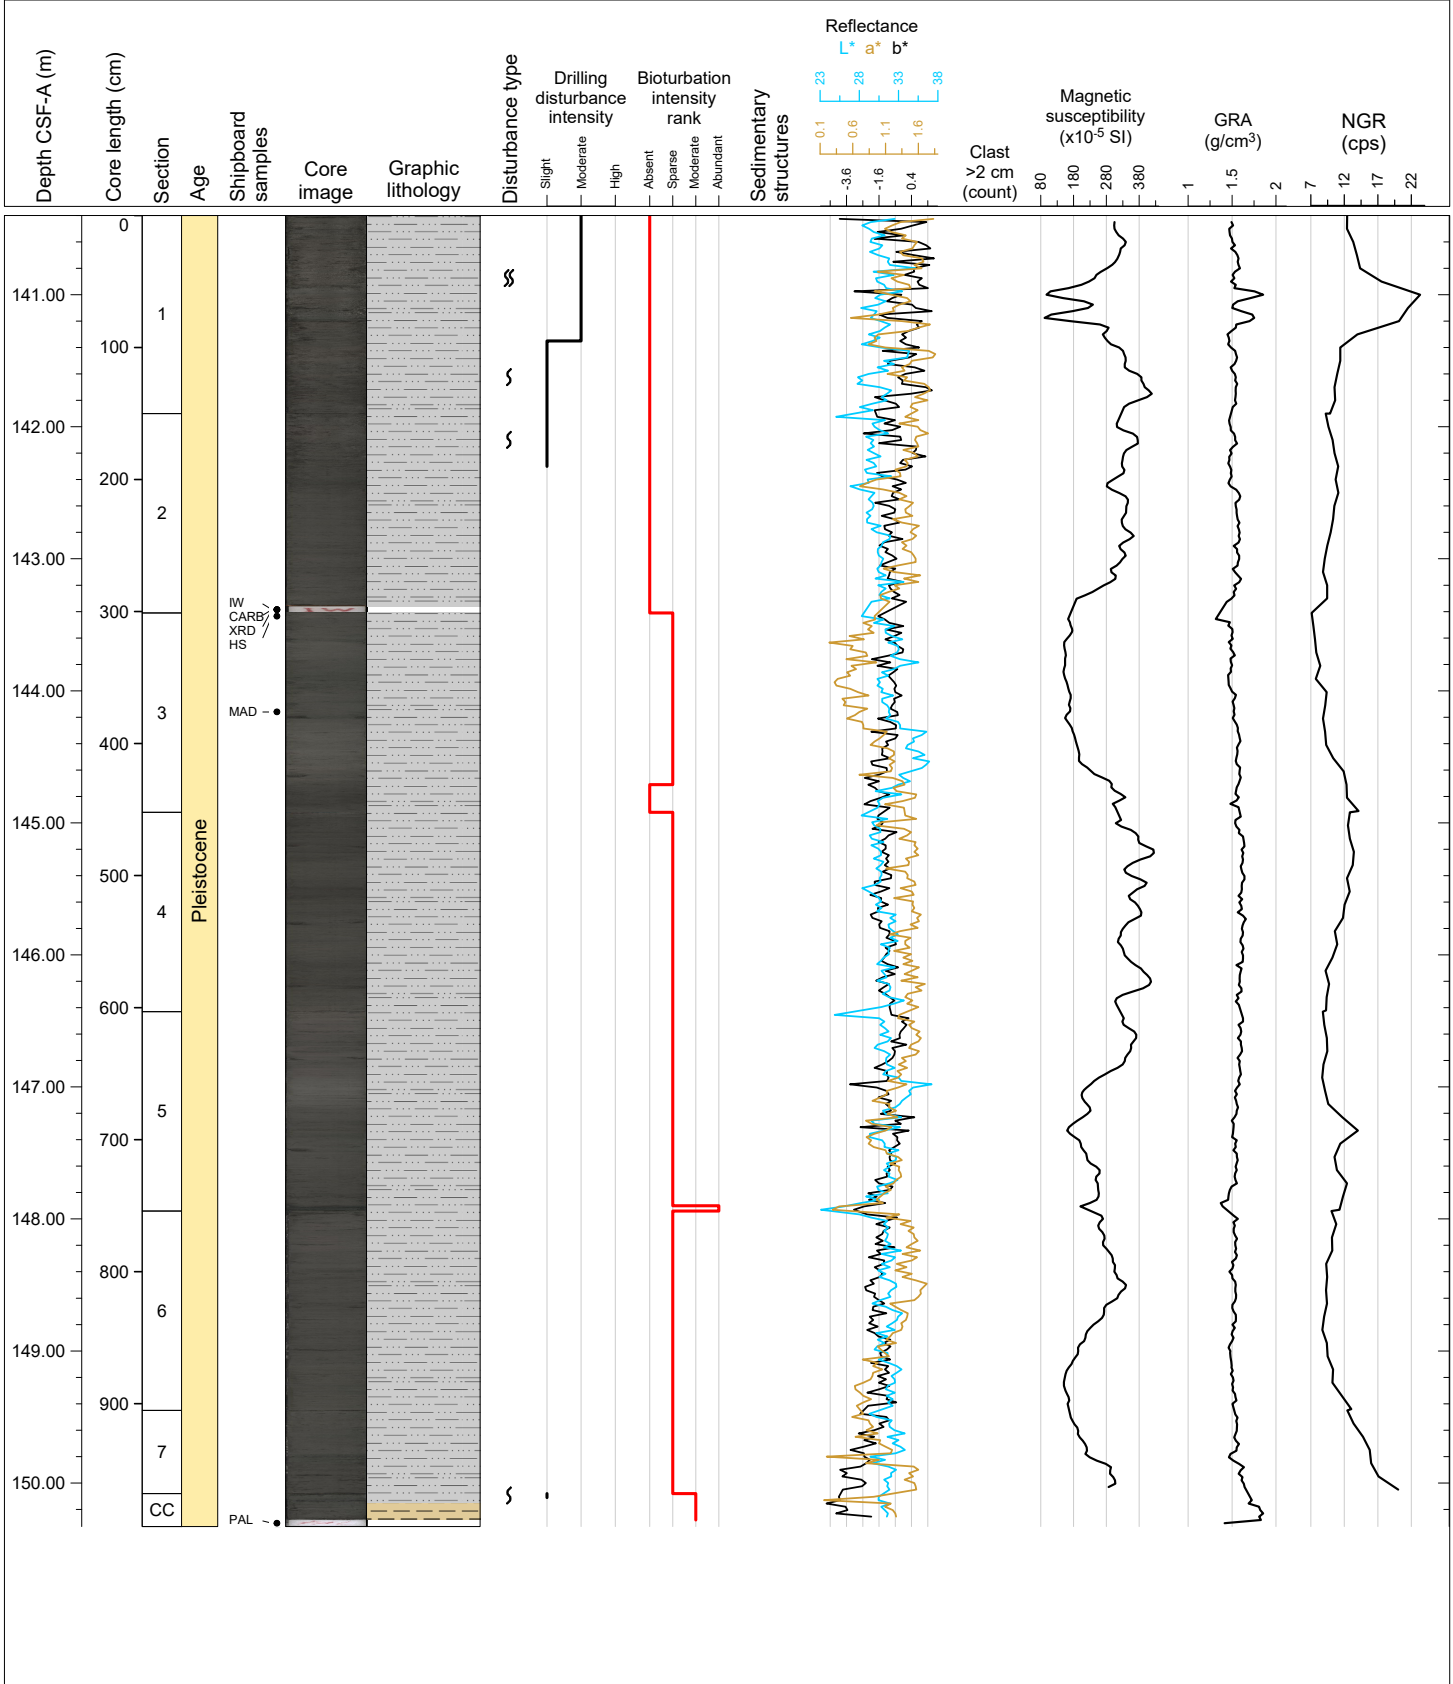 Depth CSF-A (m)
Core length (cm)
Section
Age
Shipboard
samples
Core
image
Graphic
lithology
Disturbance type
Drilling
disturbance
intensity
Slight
Moderate
High
Bioturbation
intensity
rank
Absent
Sparse
Moderate
Abundant
Sedimentary
structures
Reflectance
L* a* b*
23 28 33 38
0.1 0.6 1.1 1.6
-3.6 -1.6 0.4
Clast
>2 cm
(count)
Magnetic
susceptibility
(x10-5 SI)
80 180 280 380
GRA
(g/cm3)
1 1.5 2
NGR
(cps)
7 12 17 22
0
141.00
1
100
142.00
200
2
143.00
IW
300
CARB
XRD
HS
144.00
3
MAD
400
145.00
Pleistocene
500
4
146.00
600
147.00
5
700
148.00
800
6
149.00
900
7
150.00
CC
PAL